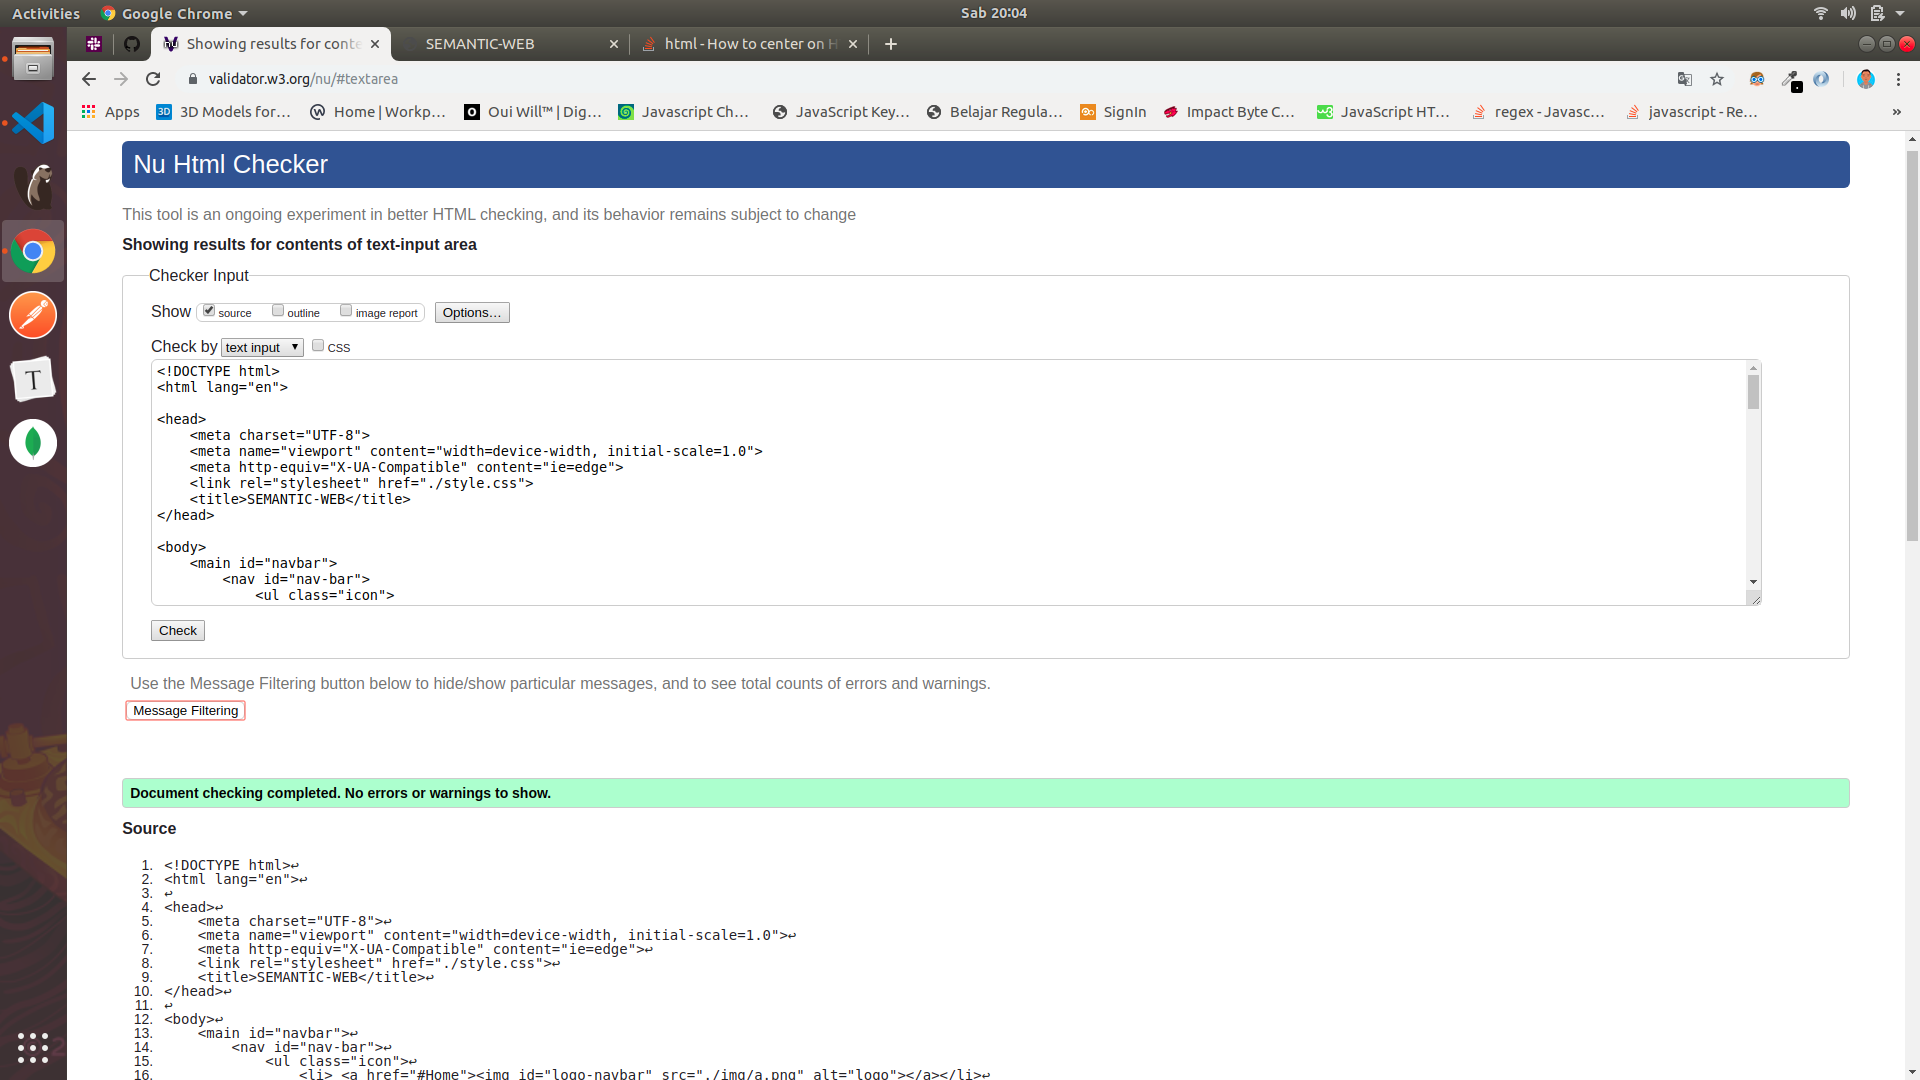 Activities
Google Chrome
Sab 20:04
Showing results for conte
SEMANTIC-WEB
html - How to center on H
validator.w3.org/nu/#textarea
Apps
3D Models for…
Home | Workp…
Oui Will™ | Dig…
Javascript Ch…
JavaScript Key…
Belajar Regula…
SignIn
Impact Byte C…
JavaScript HT…
regex - Javasc…
javascript - Re…
»
Nu Html Checker
This tool is an ongoing experiment in better HTML checking, and its behavior remains subject to change
Showing results for contents of text-input area
Checker Input
Show source outline image report Options…
Check by text input CSS
<!DOCTYPE html>
<html lang="en">
<head>
<meta charset="UTF-8">
<meta name="viewport" content="width=device-width, initial-scale=1.0">
<meta http-equiv="X-UA-Compatible" content="ie=edge">
<link rel="stylesheet" href="./style.css">
<title>SEMANTIC-WEB</title>
</head>
<body>
<main id="navbar">
<nav id="nav-bar">
<ul class="icon">
Check
Use the Message Filtering button below to hide/show particular messages, and to see total counts of errors and warnings.
Message Filtering
Document checking completed. No errors or warnings to show.
Source
1. <!DOCTYPE html>↩
2. <html lang="en">↩
3. ↩
4. <head>↩
5. <meta charset="UTF-8">↩
6. <meta name="viewport" content="width=device-width, initial-scale=1.0">↩
7. <meta http-equiv="X-UA-Compatible" content="ie=edge">↩
8. <link rel="stylesheet" href="./style.css">↩
9. <title>SEMANTIC-WEB</title>↩
10. </head>↩
11. ↩
12. <body>↩
13. <main id="navbar">↩
14. <nav id="nav-bar">↩
15. <ul class="icon">↩
16. <li> <a href="#Home"><img id="logo-navbar" src="./img/a.png" alt="logo"></a></li>↩